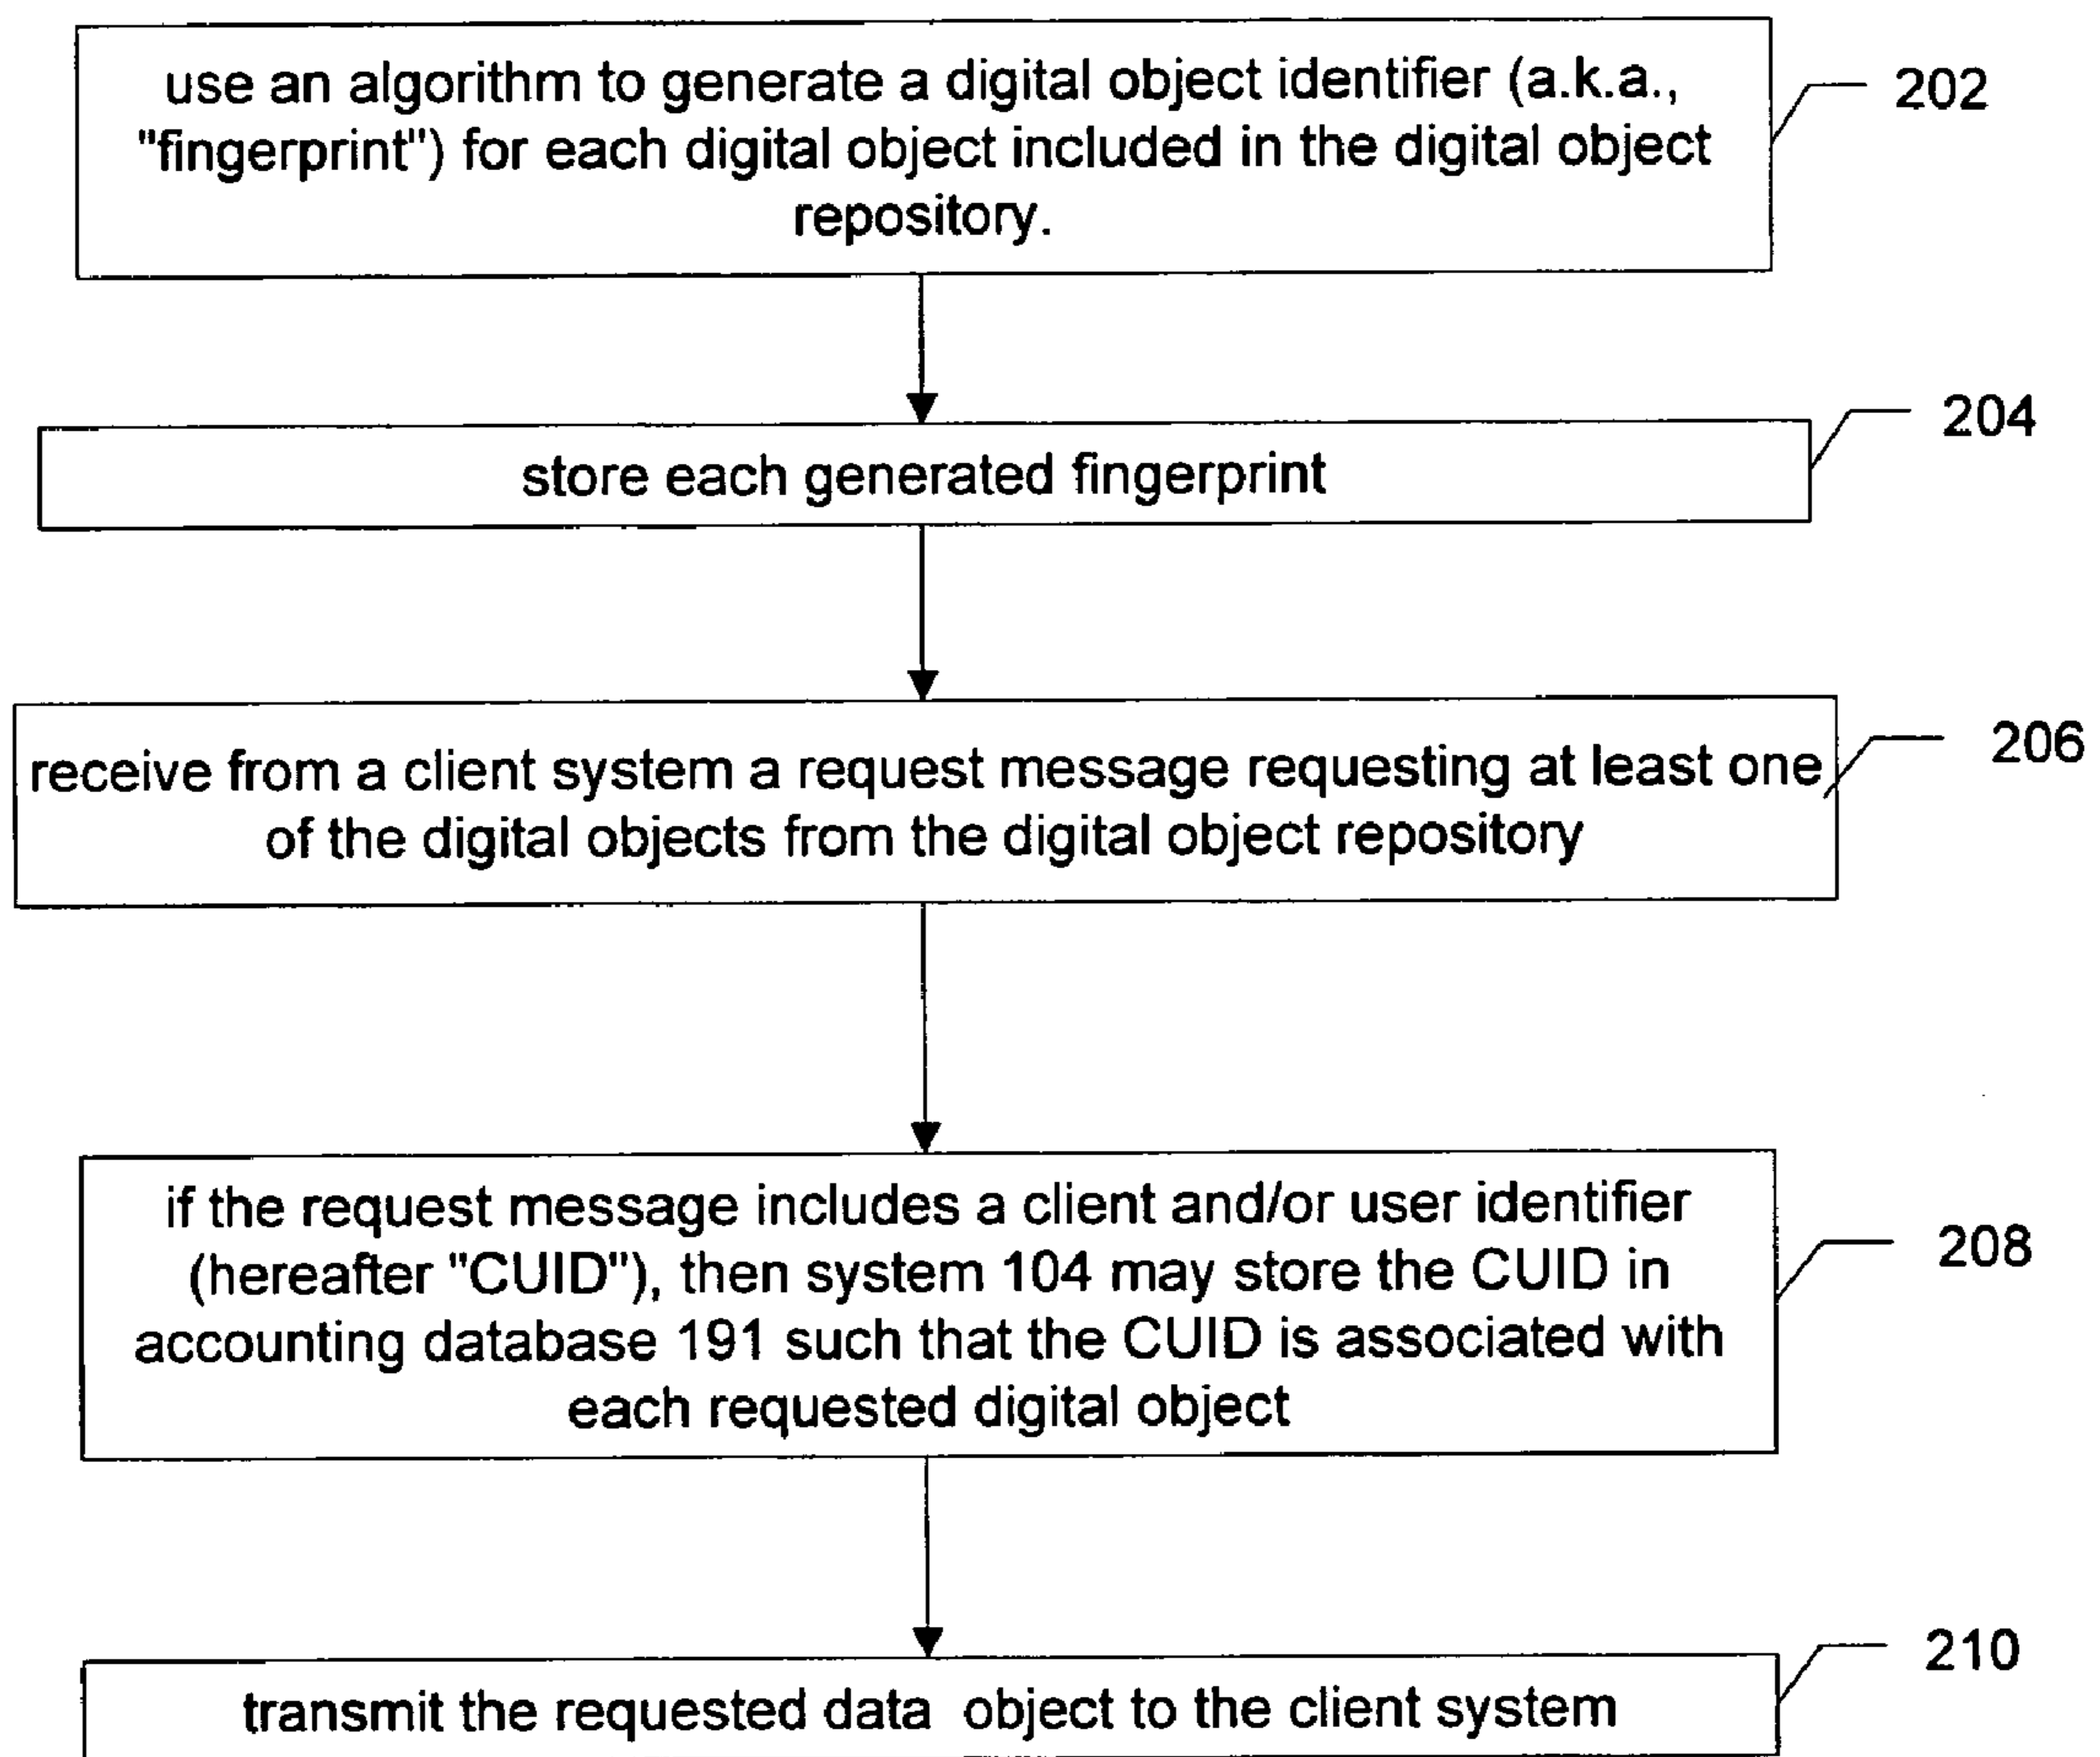 use an algorithm to generate a digital object identifier (a.k.a.,
"fingerprint") for each digital object included in the digital object
repository.
202
store each generated fingerprint
204
receive from a client system a request message requesting at least one
of the digital objects from the digital object repository
206
if the request message includes a client and/or user identifier
(hereafter "CUID"), then system 104 may store the CUID in
accounting database 191 such that the CUID is associated with
each requested digital object
208
transmit the requested data  object to the client system
210